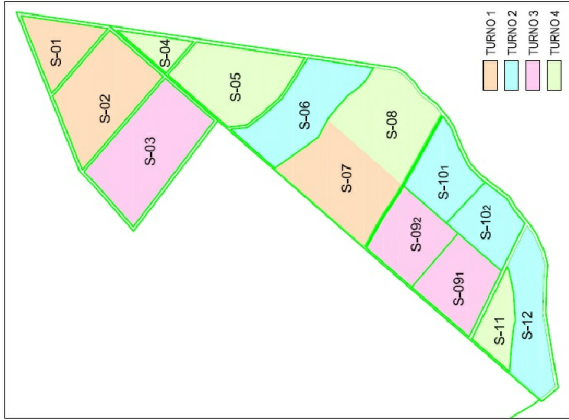 S-01
S-02
S-03
S-04
S-05
S-06
S-07
S-08
S-092
S-101
S-091
S-102
S-11
S-12
TURNO 1
TURNO 2
TURNO 3
TURNO 4